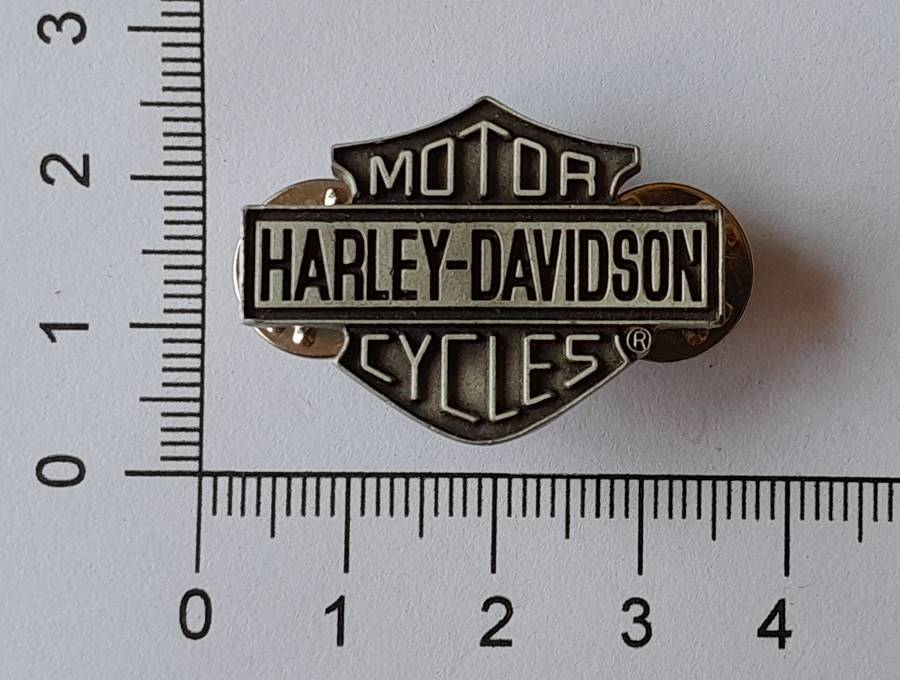 MOTOR
HARLEY-DAVIDSON
CYCLES ®
3
2
1
0
0 1 2 3 4